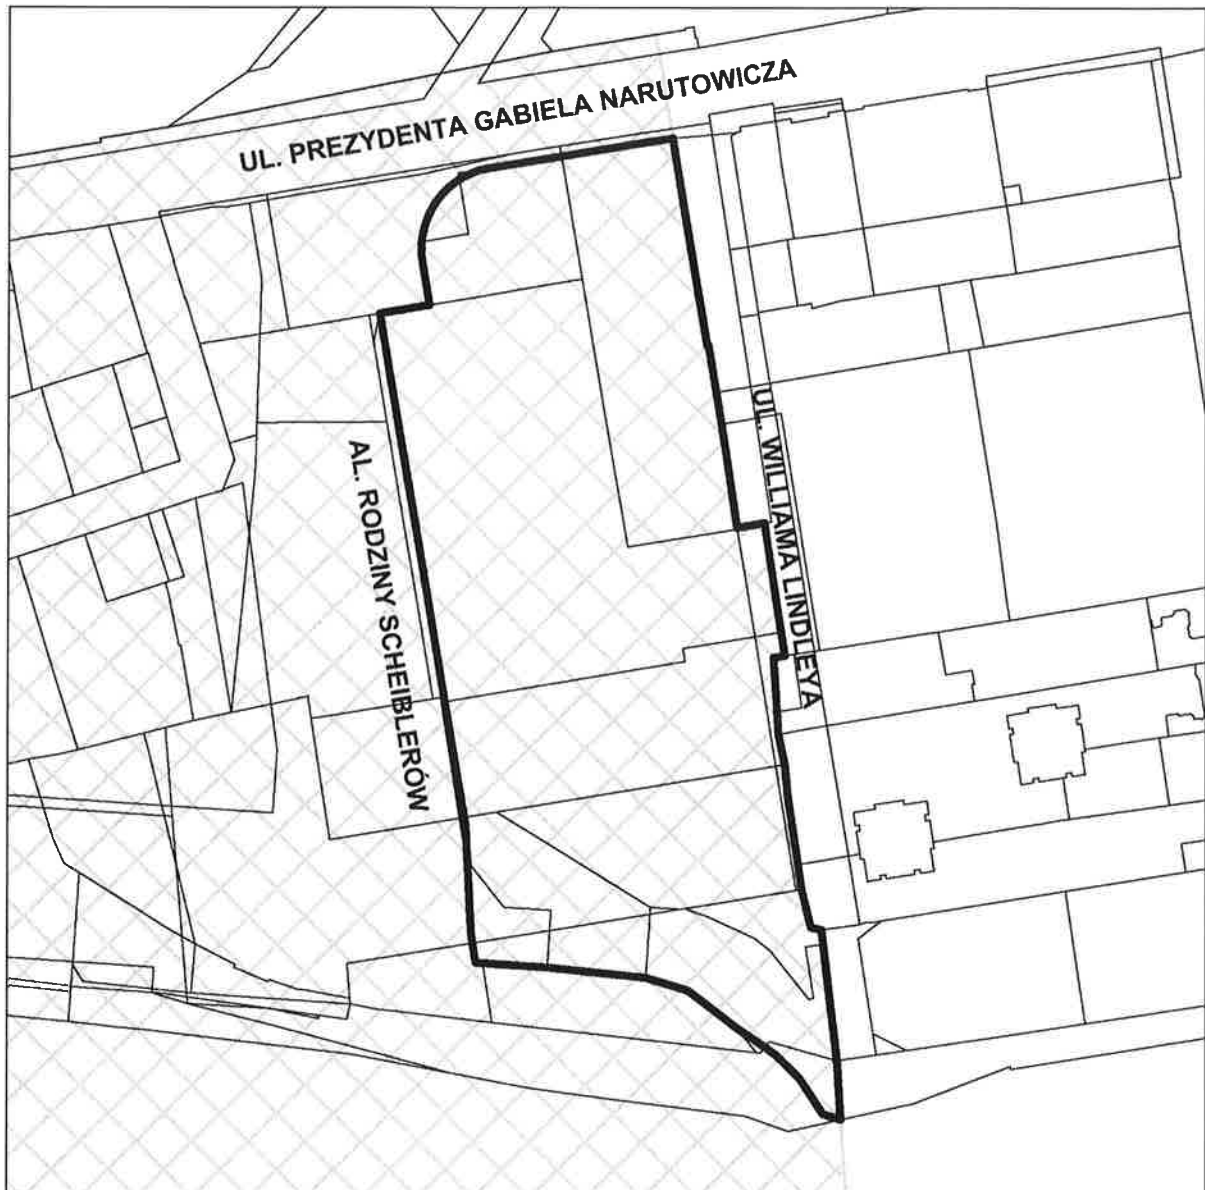 UL. PREZYDENTA GABIELA NARUTOWICZA
AL. RODZINY SCHEIBLERÓW
UL. WILLIAMA LINDLEYA